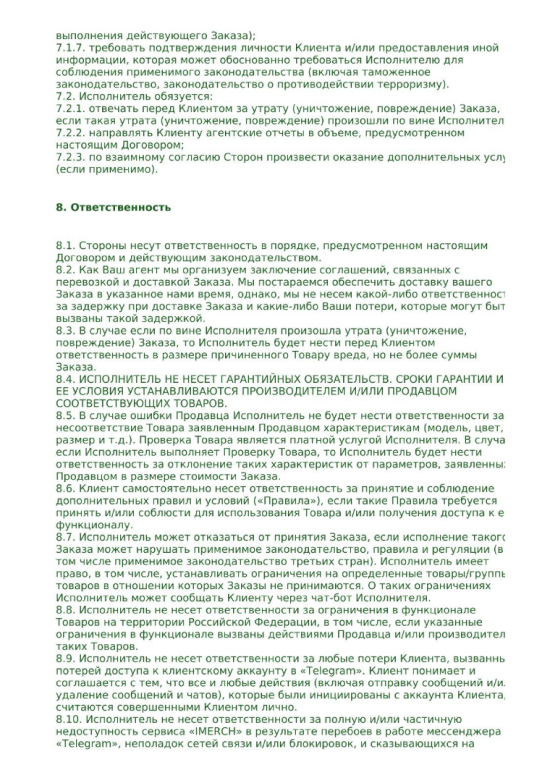 выполнения действующего Заказа);
7.1.7. требовать подтверждения личности Клиента и/или предоставления иной
информации, которая может обоснованно требоваться Исполнителю для
соблюдения применимого законодательства (включая таможенное
законодательство, законодательство о противодействии терроризму).
7.2. Исполнитель обязуется:
7.2.1. отвечать перед Клиентом за утрату (уничтожение, повреждение) Заказа,
если такая утрата (уничтожение, повреждение) произошли по вине Исполнител
7.2.2. направлять Клиенту агентские отчеты в объеме, предусмотренном
настоящим Договором;
7.2.3. по взаимному согласию Сторон произвести оказание дополнительных услу
(если применимо).
8. Ответственность
8.1. Стороны несут ответственность в порядке, предусмотренном настоящим
Договором и действующим законодательством.
8.2. Как Ваш агент мы организуем заключение соглашений, связанных с
перевозкой и доставкой Заказа. Мы постараемся обеспечить доставку вашего
Заказа в указанное нами время, однако, мы не несем какой-либо ответственност
за задержку при доставке Заказа и какие-либо Ваши потери, которые могут быт
вызваны такой задержкой.
8.3. В случае если по вине Исполнителя произошла утрата (уничтожение,
повреждение) Заказа, то Исполнитель будет нести перед Клиентом
ответственность в размере причиненного Товару вреда, но не более суммы
Заказа.
8.4. ИСПОЛНИТЕЛЬ НЕ НЕСЕТ ГАРАНТИЙНЫХ ОБЯЗАТЕЛЬСТВ. СРОКИ ГАРАНТИИ И
ЕЕ УСЛОВИЯ УСТАНАВЛИВАЮТСЯ ПРОИЗВОДИТЕЛЕМ И/ИЛИ ПРОДАВЦОМ
СООТВЕТСТВУЮЩИХ ТОВАРОВ.
8.5. В случае ошибки Продавца Исполнитель не будет нести ответственности за
несоответствие Товара заявленным Продавцом характеристикам (модель, цвет,
размер и т.д.). Проверка Товара является платной услугой Исполнителя. В случа
если Исполнитель выполняет Проверку Товара, то Исполнитель будет нести
ответственность за отклонение таких характеристик от параметров, заявленны
Продавцом в размере стоимости Заказа.
8.6. Клиент самостоятельно несет ответственность за принятие и соблюдение
дополнительных правил и условий («Правила»), если такие Правила требуется
принять и/или соблюсти для использования Товара и/или получения доступа к е
функционалу.
8.7. Исполнитель может отказаться от принятия Заказа, если исполнение такого
Заказа может нарушать применимое законодательство, правила и регуляции (в
том числе применимое законодательство третьих стран). Исполнитель имеет
право, в том числе, устанавливать ограничения на определенные товары/группы
товаров в отношении которых Заказы не принимаются. О таких ограничениях
Исполнитель может сообщать Клиенту через чат-бот Исполнителя.
8.8. Исполнитель не несет ответственности за ограничения в функционале
Товаров на территории Российской Федерации, в том числе, если указанные
ограничения в функционале вызваны действиями Продавца и/или производител
таких Товаров.
8.9. Исполнитель не несет ответственности за любые потери Клиента, вызваннь
потерей доступа к клиентскому аккаунту в «Telegram». Клиент понимает и
соглашается с тем, что все и любые действия (включая отправку сообщений и/и.
удаление сообщений и чатов), которые были инициированы с аккаунта Клиента,
считаются совершенными Клиентом лично.
8.10. Исполнитель не несет ответственности за полную и/или частичную
недоступность сервиса «IMERCH» в результате перебоев в работе мессенджера
«Telegram», неполадок сетей связи и/или блокировок, и сказывающихся на